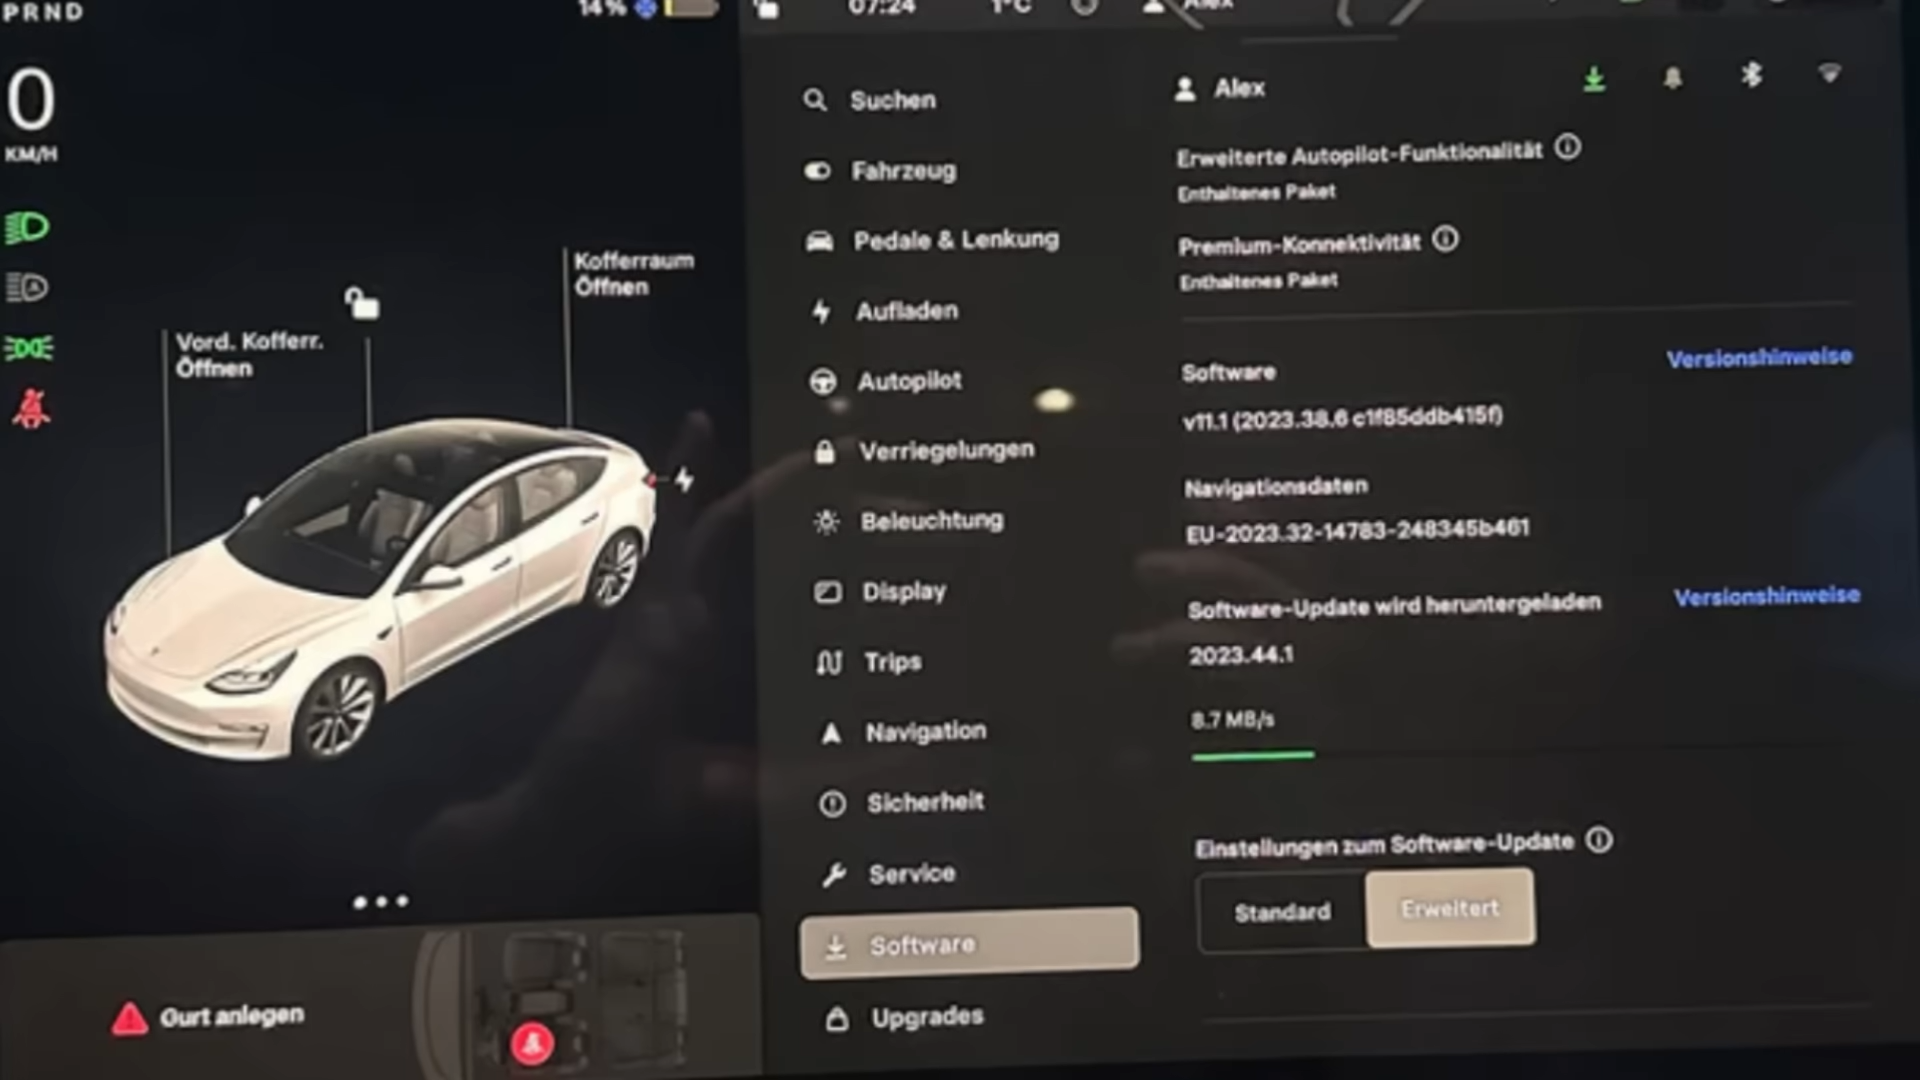 PRND
14%
07:24
1°C
Alex
0
KM/H
Kofferraum
Öffnen
Vord. Kofferr.
Öffnen
Gurt anlegen
Suchen
Fahrzeug
Pedale & Lenkung
Aufladen
Autopilot
Verriegelungen
Beleuchtung
Display
Trips
Navigation
Sicherheit
Service
Software
Upgrades
Alex
Erweiterte Autopilot-Funktionalität
Enthaltenes Paket
Premium-Konnektivität
Enthaltenes Paket
Software
Versionshinweise
v11.1 (2023.38.6 c1f85ddb415f)
Navigationsdaten
EU-2023.32-14783-248345b461
Software-Update wird heruntergeladen
Versionshinweise
2023.44.1
8.7 MB/s
Einstellungen zum Software-Update
Standard
Erweitert